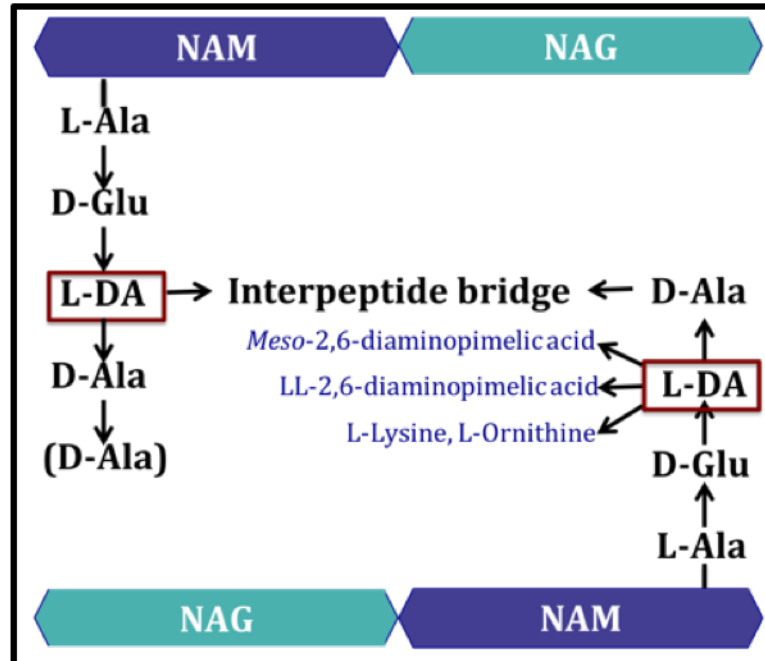 NAM NAG
L-Ala
D-Glu
L-DA Interpeptide bridge D-Ala
Meso-2,6-diaminopimelic acid
D-Ala LL-2,6-diaminopimelic acid L-DA
L-Lysine, L-Ornithine
(D-Ala) D-Glu
L-Ala
NAG NAM